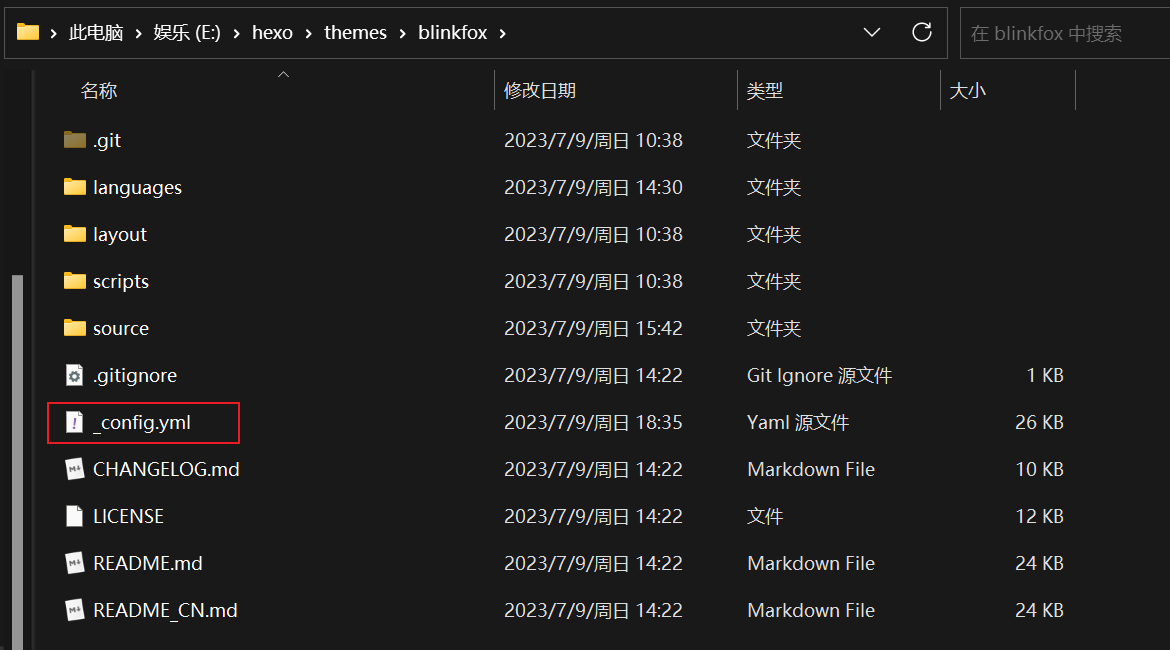 此电脑 › 娱乐 (E:) › hexo › themes › blinkfox › 在 blinkfox 中搜索
名称 修改日期 类型 大小
.git 2023/7/9/周日 10:38 文件夹
languages 2023/7/9/周日 14:30 文件夹
layout 2023/7/9/周日 10:38 文件夹
scripts 2023/7/9/周日 10:38 文件夹
source 2023/7/9/周日 15:42 文件夹
.gitignore 2023/7/9/周日 14:22 Git Ignore 源文件 1 KB
_config.yml 2023/7/9/周日 18:35 Yaml 源文件 26 KB
CHANGELOG.md 2023/7/9/周日 14:22 Markdown File 10 KB
LICENSE 2023/7/9/周日 14:22 文件 12 KB
README.md 2023/7/9/周日 14:22 Markdown File 24 KB
README_CN.md 2023/7/9/周日 14:22 Markdown File 24 KB